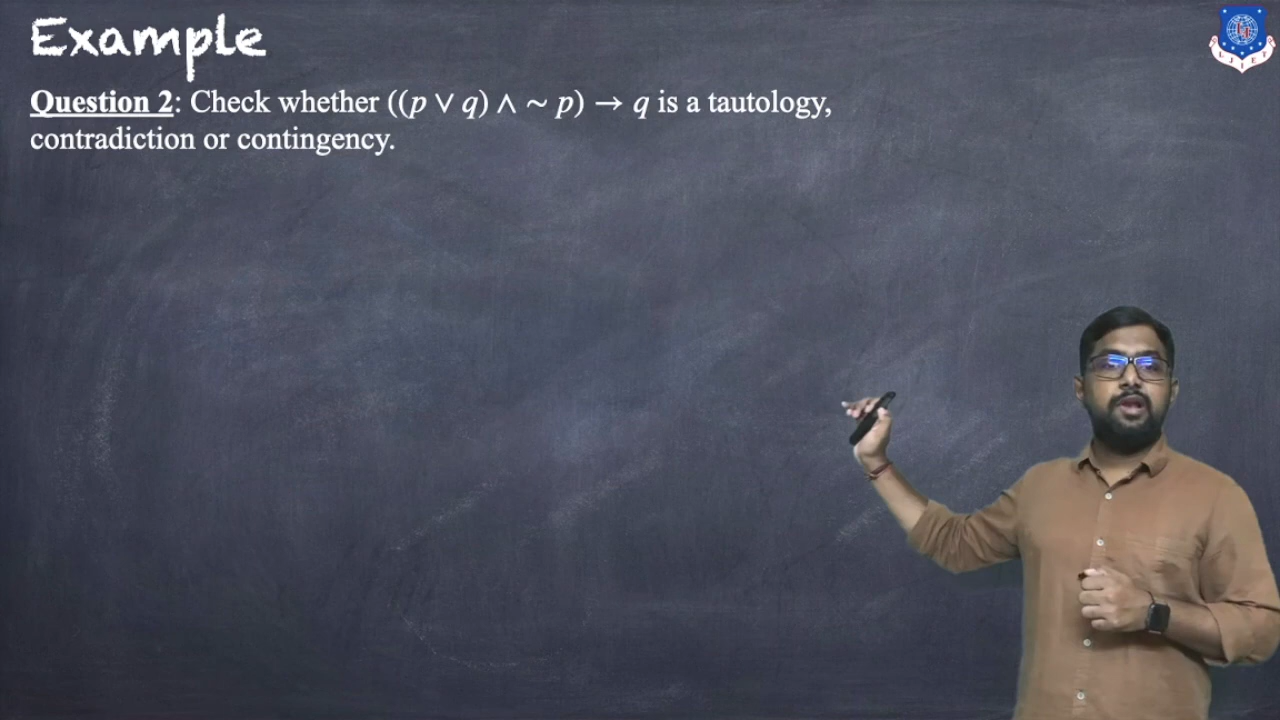 Example
Question 2: Check whether ((p ∨ q) ∧ ∼ p) → q is a tautology,
contradiction or contingency.